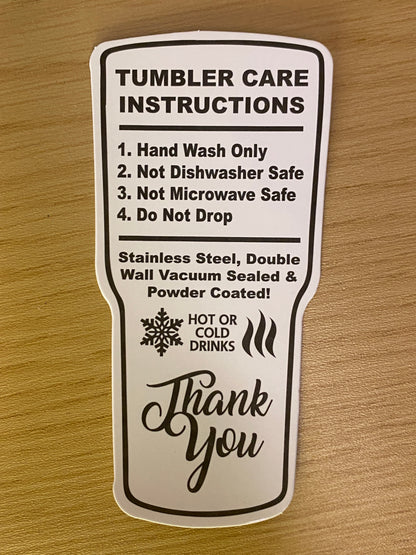 TUMBLER CARE
INSTRUCTIONS
1. Hand Wash Only
2. Not Dishwasher Safe
3. Not Microwave Safe
4. Do Not Drop
Stainless Steel, Double
Wall Vacuum Sealed &
Powder Coated!
HOT OR
COLD
DRINKS
Thank
You